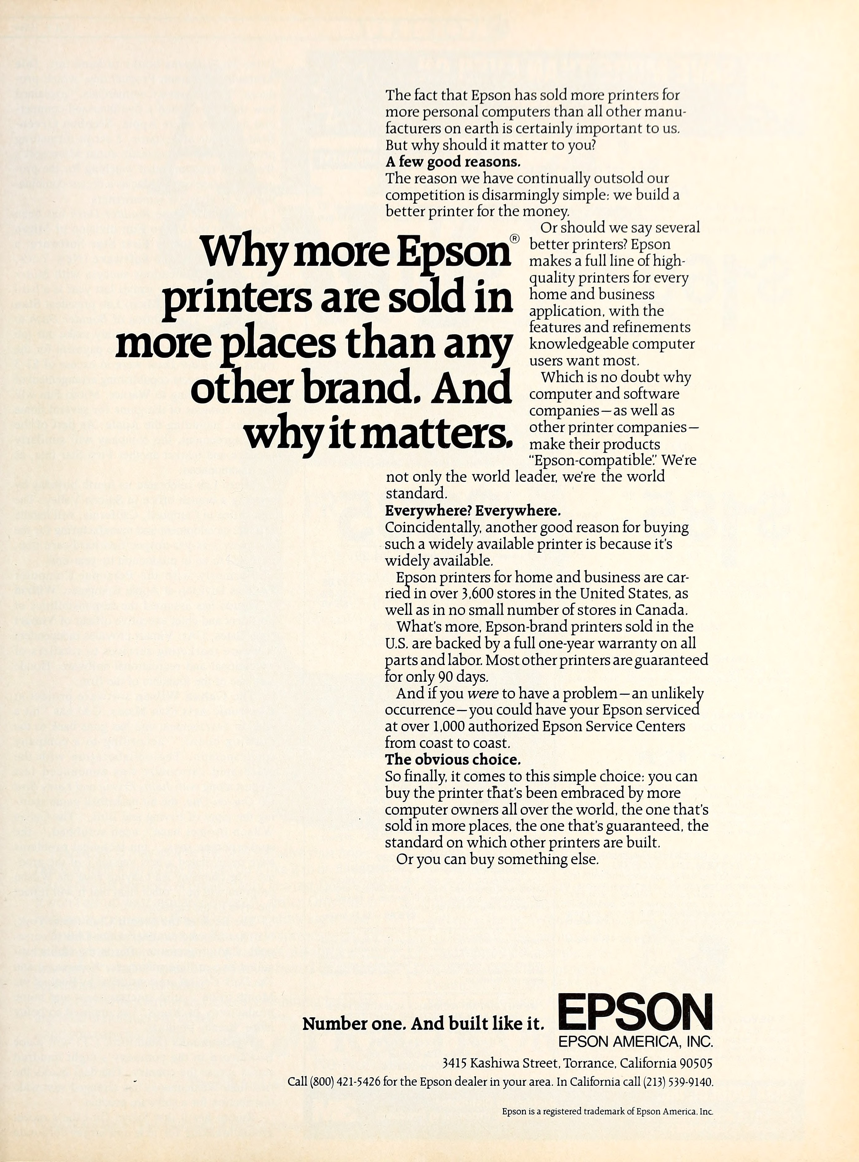 The fact that Epson has sold more printers for
more personal computers than all other manu-
facturers on earth is certainly important to us.
But why should it matter to you?
A few good reasons.
The reason we have continually outsold our
competition is disarmingly simple: we build a
better printer for the money.
Why more Epson®
printers are sold in
more places than any
other brand. And
why it matters.
Or should we say several
better printers? Epson
makes a full line of high-
quality printers for every
home and business
application, with the
features and refinements
knowledgeable computer
users want most.
Which is no doubt why
computer and software
companies—as well as
other printer companies—
make their products
“Epson-compatible.” We're
not only the world leader, we're the world
standard.
Everywhere? Everywhere.
Coincidentally, another good reason for buying
such a widely available printer is because it's
widely available.
Epson printers for home and business are car-
ried in over 3,600 stores in the United States, as
well as in no small number of stores in Canada.
What's more, Epson-brand printers sold in the
U.S. are backed by a full one-year warranty on all
parts and labor. Most other printers are guaranteed
for only 90 days.
And if you were to have a problem—an unlikely
occurrence—you could have your Epson serviced
at over 1,000 authorized Epson Service Centers
from coast to coast.
The obvious choice.
So finally, it comes to this simple choice: you can
buy the printer that's been embraced by more
computer owners all over the world, the one that's
sold in more places, the one that's guaranteed, the
standard on which other printers are built.
Or you can buy something else.
Number one. And built like it.
EPSON
EPSON AMERICA, INC.
3415 Kashiwa Street, Torrance, California 90505
Call (800) 421-5426 for the Epson dealer in your area. In California call (213) 539-9140.
Epson is a registered trademark of Epson America, Inc.